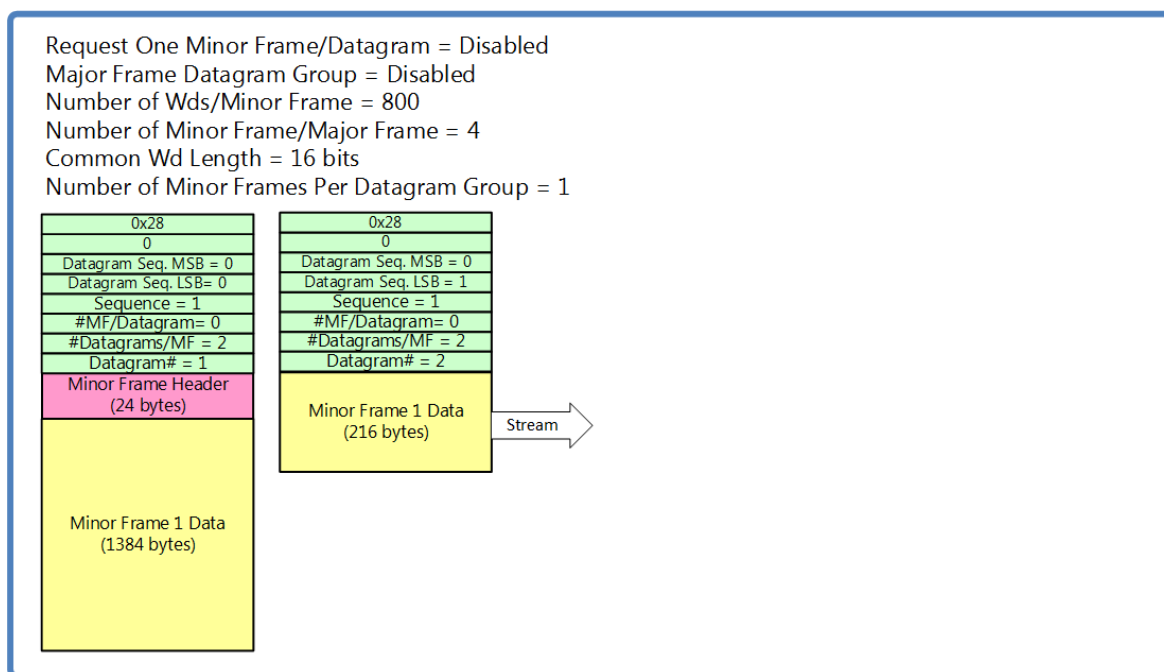 Request One Minor Frame/Datagram = Disabled
Major Frame Datagram Group = Disabled
Number of Wds/Minor Frame = 800
Number of Minor Frame/Major Frame = 4
Common Wd Length = 16 bits
Number of Minor Frames Per Datagram Group = 1
0x28
0
Datagram Seq. MSB = 0
Datagram Seq. LSB= 0
Sequence = 1
#MF/Datagram= 0
#Datagrams/MF = 2
Datagram# = 1
Minor Frame Header
(24 bytes)
Minor Frame 1 Data
(1384 bytes)
0x28
0
Datagram Seq. MSB = 0
Datagram Seq. LSB = 1
Sequence = 1
#MF/Datagram= 0
#Datagrams/MF = 2
Datagram# = 2
Minor Frame 1 Data
(216 bytes)
Stream